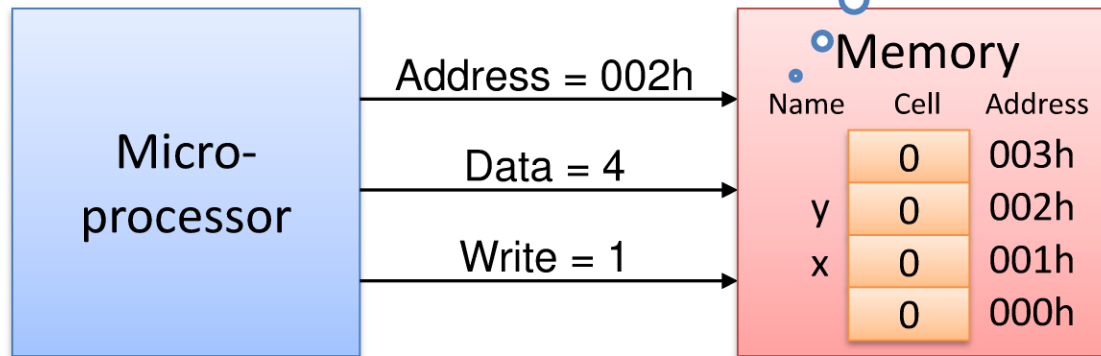 Micro-
processor
Address = 002h
Data = 4
Write = 1
Memory
Name Cell Address
0 003h
y 0 002h
x 0 001h
0 000h